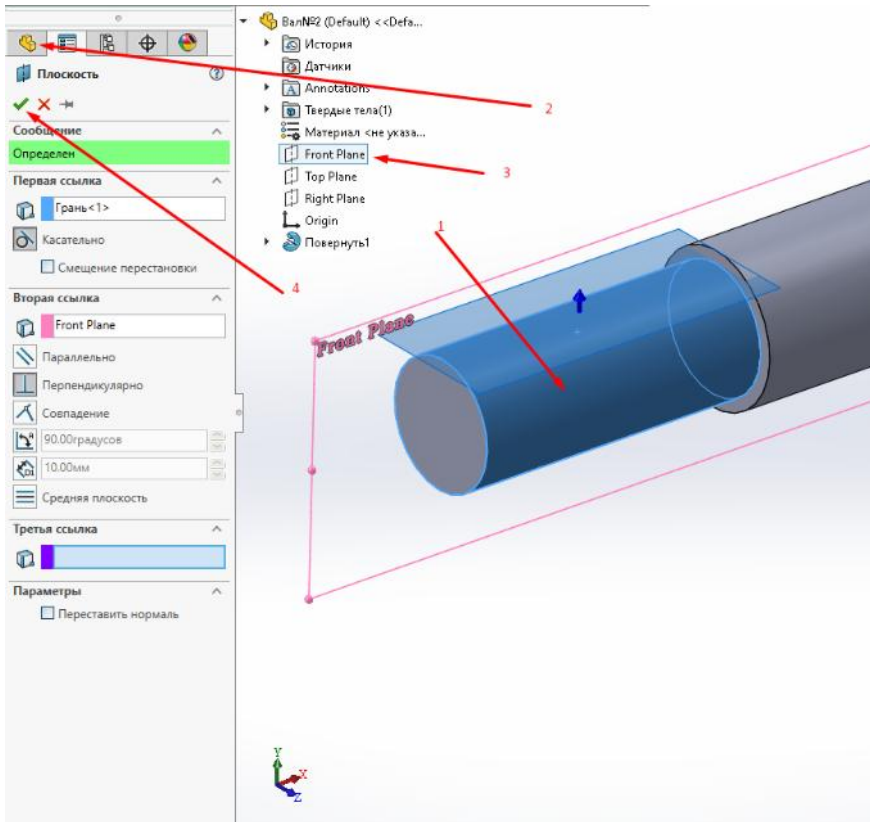 Плоскость
Сообщение
Определен
Первая ссылка
Грань<1>
Касательно
Смещение перестановки
Вторая ссылка
Front Plane
Параллельно
Перпендикулярно
Совпадение
90.00градусов
10.00мм
Средняя плоскость
Третья ссылка
Параметры
Переставить нормаль
Вал№2 (Default) <<Defa...
История
Датчики
Annotations
Твердые тела(1)
Материал <не указа...
Front Plane
Top Plane
Right Plane
Origin
Повернуть1
2
3
1
4
Front Plane
Y
X
Z